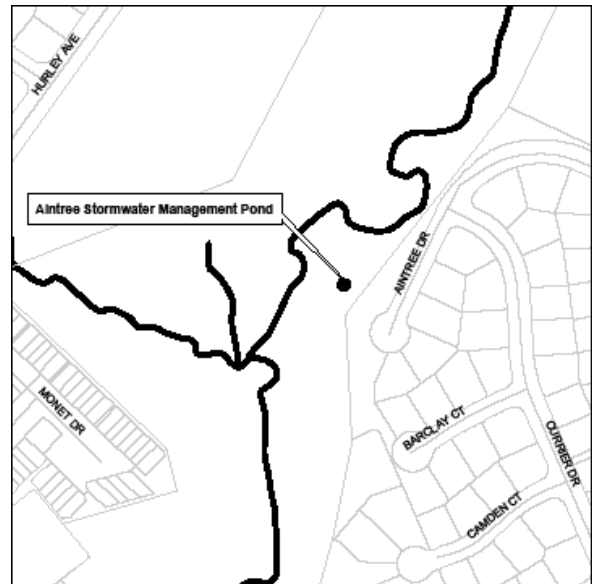 HURLEY AVE
Aintree Stormwater Management Pond
AINTREE DR
MONET DR
BARCLAY CT
CURRIER DR
CAMDEN CT